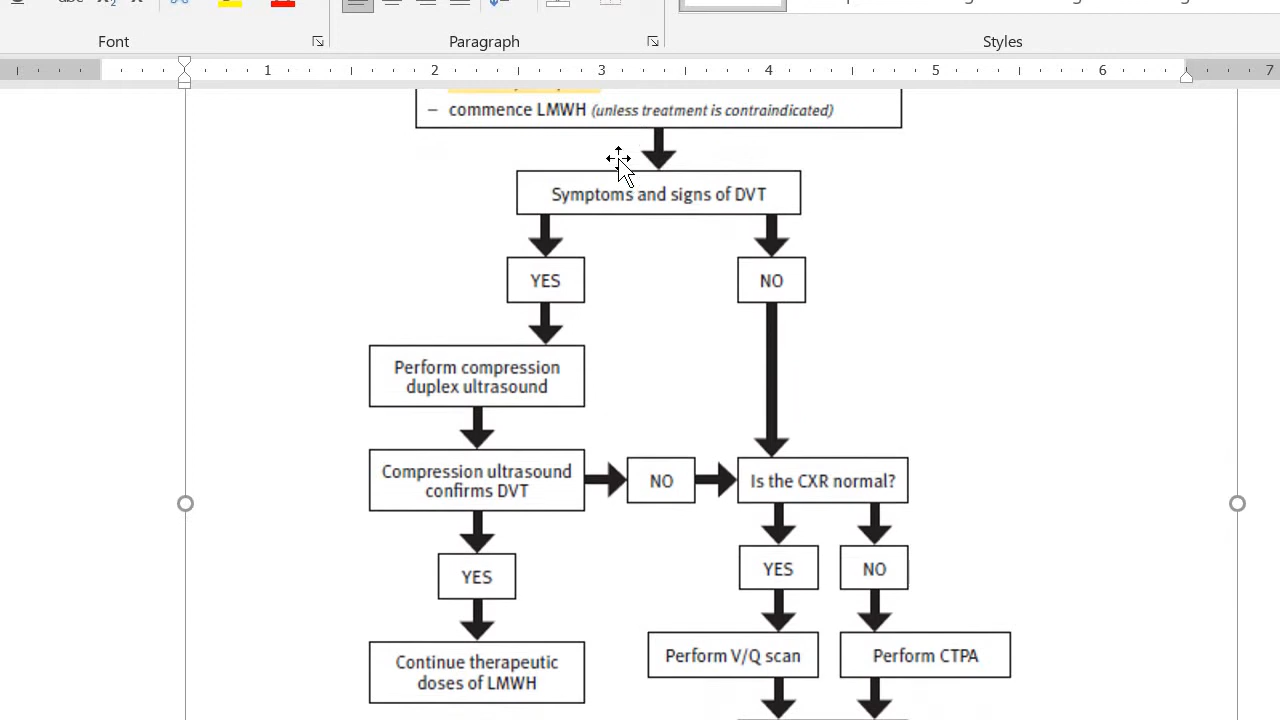 Font
Paragraph
Styles
1 2 3 4 5 6 7
– commence LMWH (unless treatment is contraindicated)
Symptoms and signs of DVT
YES
NO
Perform compression
duplex ultrasound
Compression ultrasound
confirms DVT
NO
Is the CXR normal?
YES
YES
NO
Continue therapeutic
doses of LMWH
Perform V/Q scan
Perform CTPA